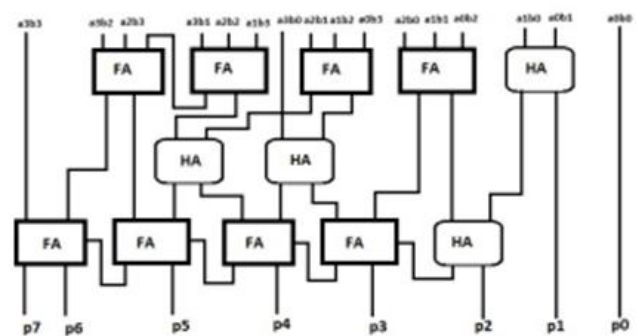 a3b3 a3b2 a2b3 a3b1 a2b2 a1b3 a3b0 a2b1 a1b2 a0b3 a2b0 a1b1 a0b2 a1b0 a0b1 a0b0
FA FA FA FA HA
HA HA
FA FA FA FA HA
p7 p6 p5 p4 p3 p2 p1 p0